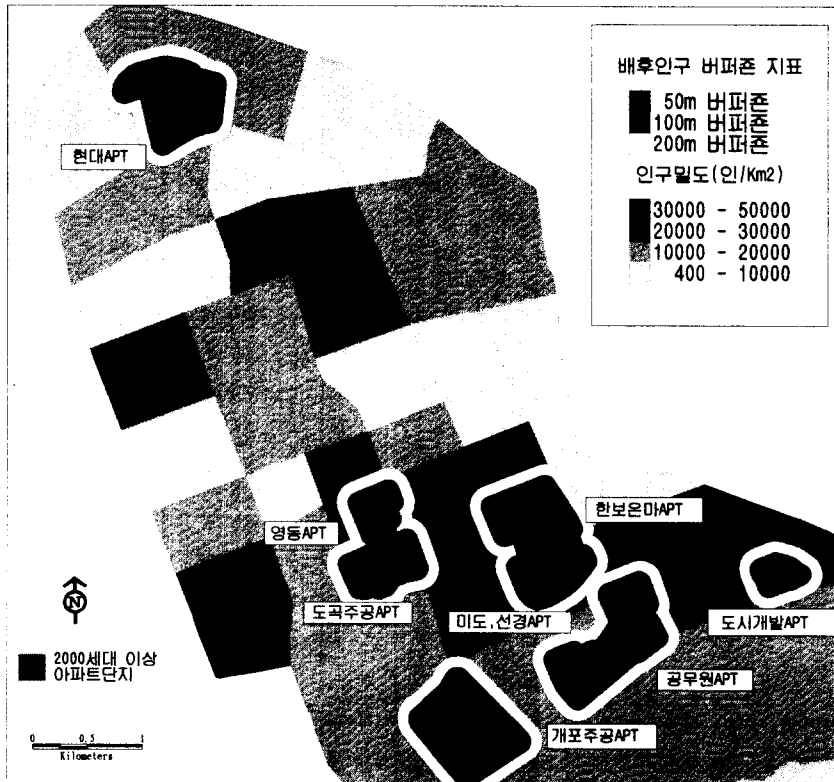 배후인구 버퍼죤 지표
50m 버퍼죤
100m 버퍼죤
200m 버퍼죤
인구밀도(인/Km2)
30000 - 50000
20000 - 30000
10000 - 20000
400 - 10000
현대APT
영동APT
도곡주공APT
한보은마APT
미도,선경APT
도시개발APT
공무원APT
개포주공APT
N
2000세대 이상
아파트단지
0 0.5 1
Kilometers